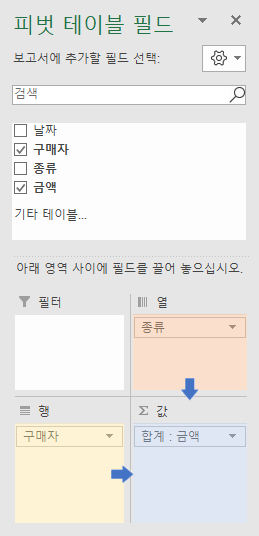 피벗 테이블 필드
보고서에 추가할 필드 선택:
검색
날짜
구매자
종류
금액
기타 테이블...
아래 영역 사이에 필드를 끌어 놓으십시오.
필터
열
종류
행
Σ 값
구매자
합계 : 금액